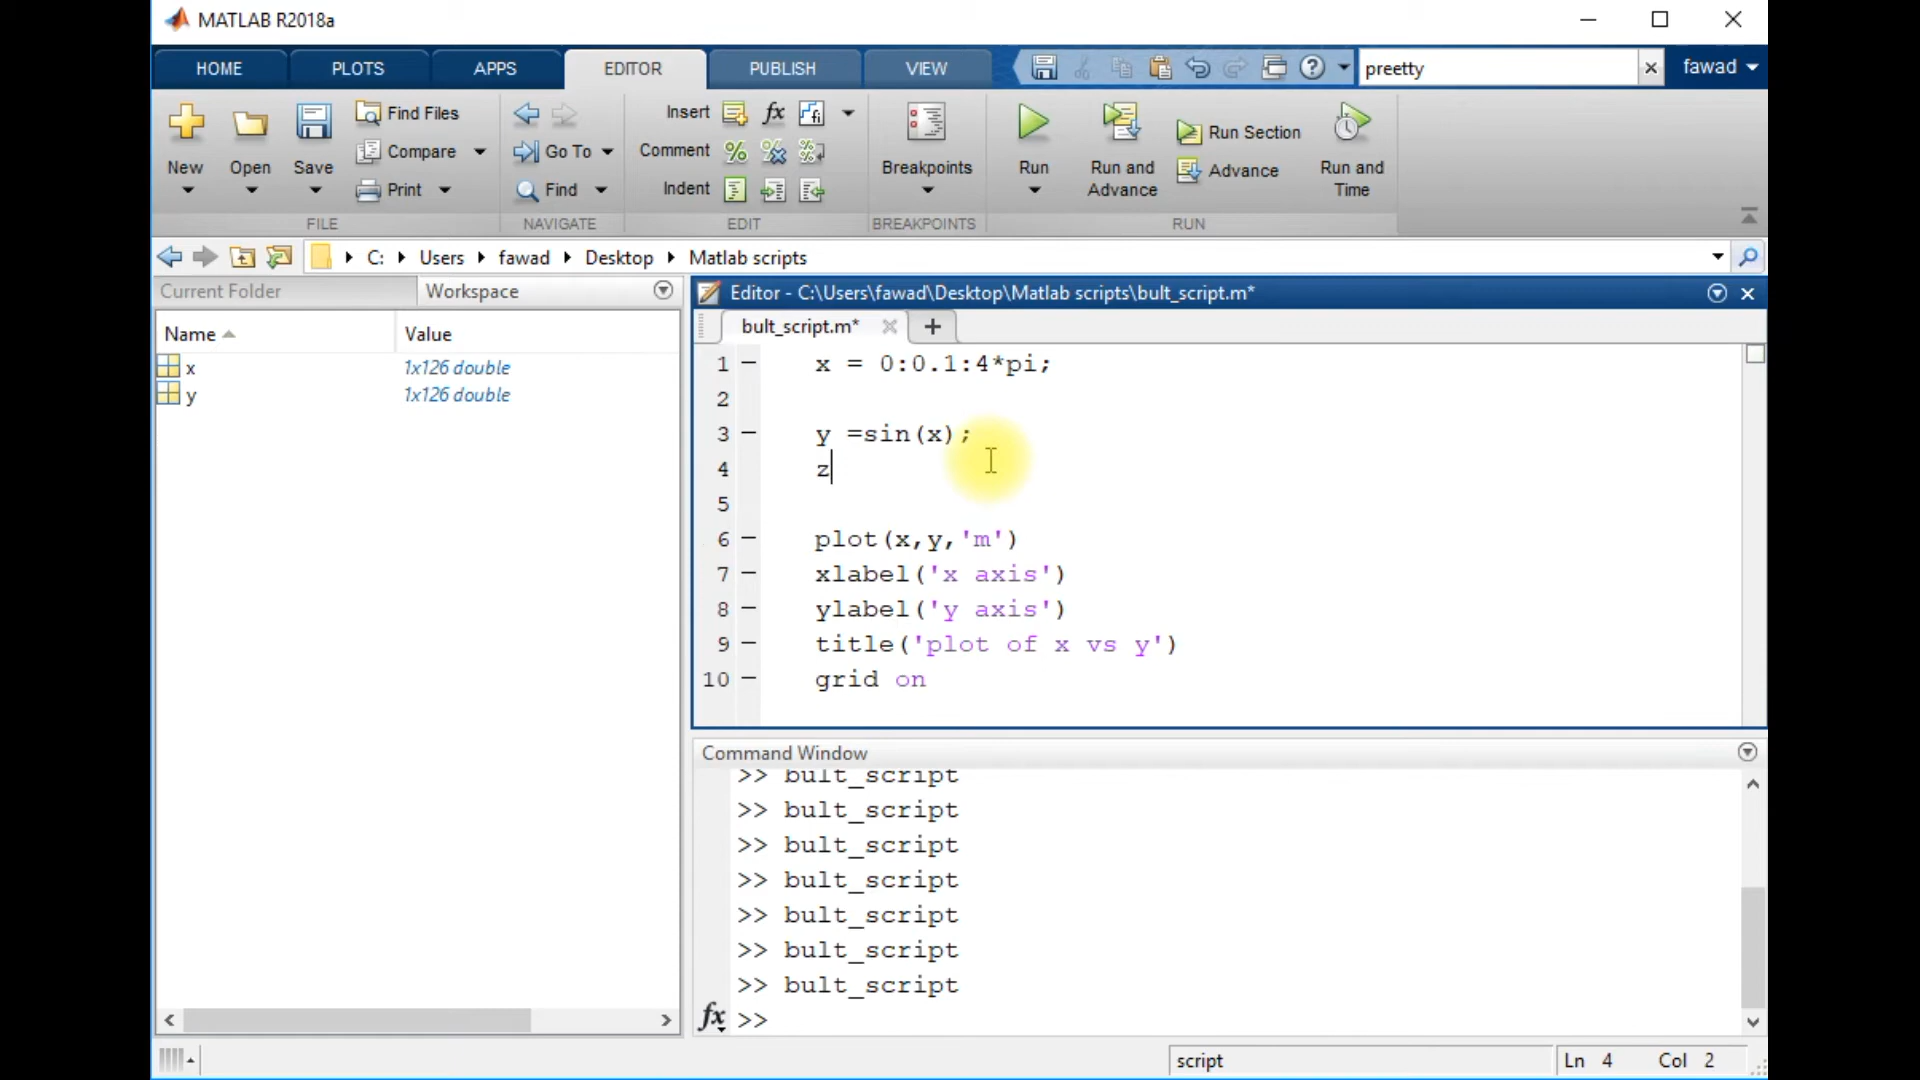 MATLAB R2018a
HOME PLOTS APPS EDITOR PUBLISH VIEW preetty fawad
New Open Save Find Files Compare Print
Go To Find
Insert fx fi Comment Indent
Breakpoints
Run Run and Advance Run Section Advance Run and Time
FILE NAVIGATE EDIT BREAKPOINTS RUN
C: Users fawad Desktop Matlab scripts
Current Folder Workspace
Name Value
x 1x126 double
y 1x126 double
Editor - C:\Users\fawad\Desktop\Matlab scripts\bult_script.m*
bult_script.m*
1 x = 0:0.1:4*pi;
2
3 y =sin(x);
4 z
5
6 plot(x,y,'m')
7 xlabel('x axis')
8 ylabel('y axis')
9 title('plot of x vs y')
10 grid on
Command Window
>> bult_script
>> bult_script
>> bult_script
>> bult_script
>> bult_script
>> bult_script
>> bult_script
fx >>
script Ln 4 Col 2